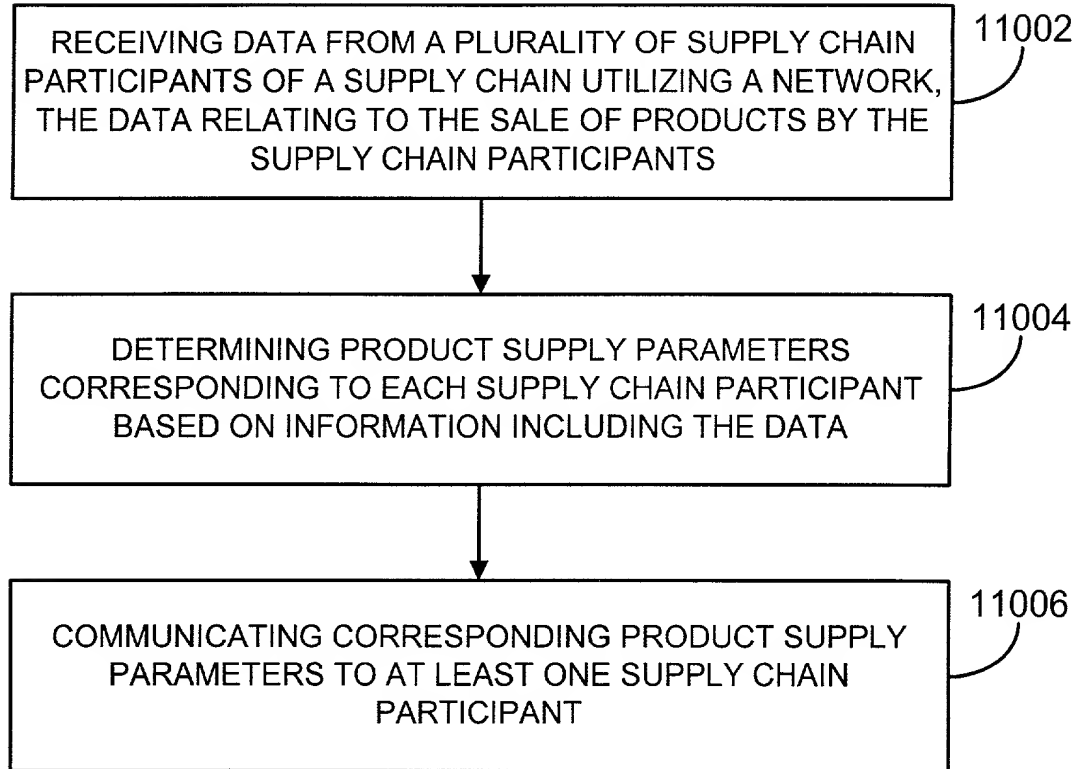 RECEIVING DATA FROM A PLURALITY OF SUPPLY CHAIN
PARTICIPANTS OF A SUPPLY CHAIN UTILIZING A NETWORK,
THE DATA RELATING TO THE SALE OF PRODUCTS BY THE
SUPPLY CHAIN PARTICIPANTS
11002
DETERMINING PRODUCT SUPPLY PARAMETERS
CORRESPONDING TO EACH SUPPLY CHAIN PARTICIPANT
BASED ON INFORMATION INCLUDING THE DATA
11004
COMMUNICATING CORRESPONDING PRODUCT SUPPLY
PARAMETERS TO AT LEAST ONE SUPPLY CHAIN
PARTICIPANT
11006